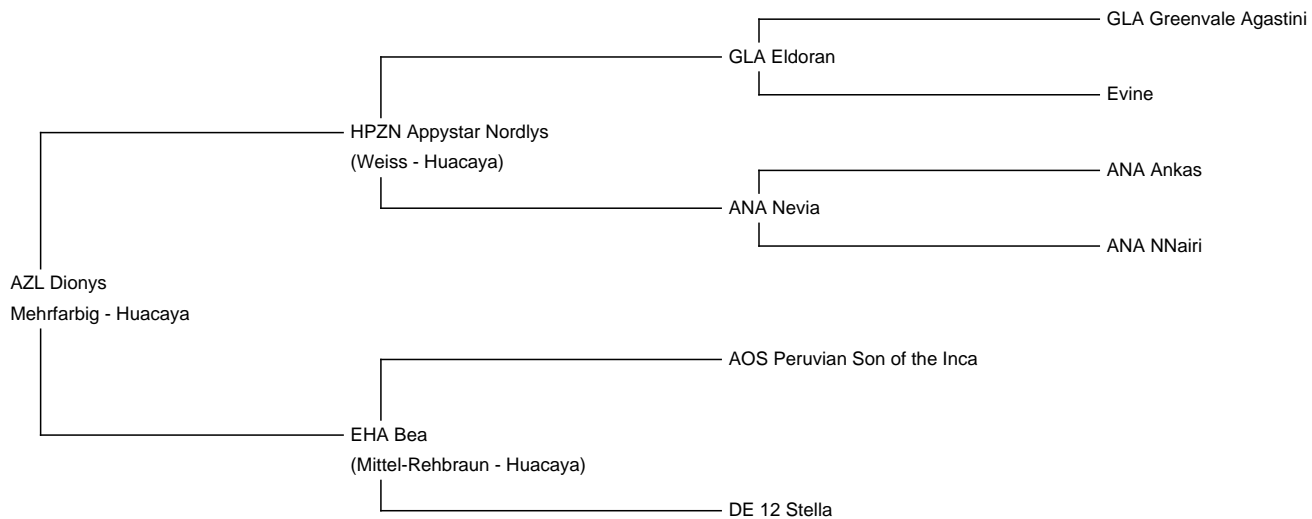 GLA Greenvale Agastini
GLA Eldoran
Evine
HPZN Appystar Nordlys
(Weiss - Huacaya)
ANA Ankas
ANA Nevia
ANA NNairi
AZL Dionys
Mehrfarbig - Huacaya
AOS Peruvian Son of the Inca
EHA Bea
(Mittel-Rehbraun - Huacaya)
DE 12 Stella